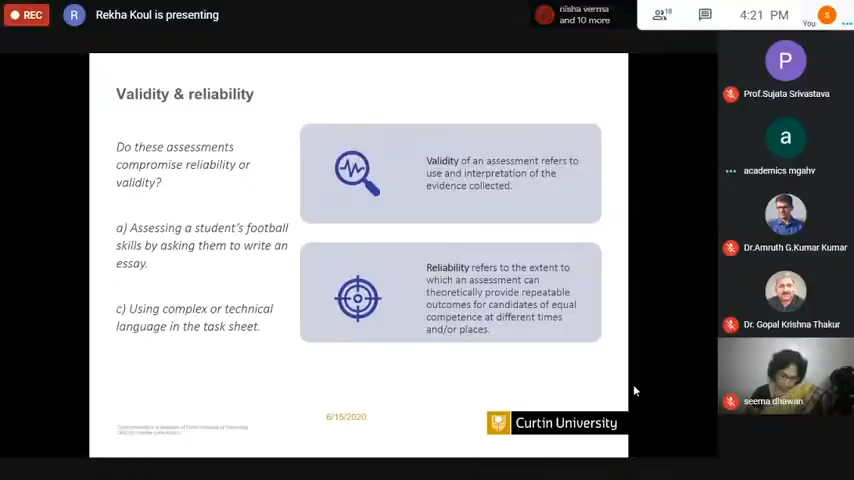 REC
R
Rekha Koul is presenting
nisha verma
and 10 more
18
4:21 PM
You
S
Validity & reliability
Do these assessments
compromise reliability or
validity?
a) Assessing a student's football
skills by asking them to write an
essay.
c) Using complex or technical
language in the task sheet.
Validity of an assessment refers to
use and interpretation of the
evidence collected.
Reliability refers to the extent to
which an assessment can
theoretically provide repeatable
outcomes for candidates of equal
competence at different times
and/or places.
6/15/2020
Curtin University
P
Prof.Sujata Srivastava
a
academics mgahv
Dr.Amruth G.Kumar Kumar
Dr. Gopal Krishna Thakur
seema dhawan